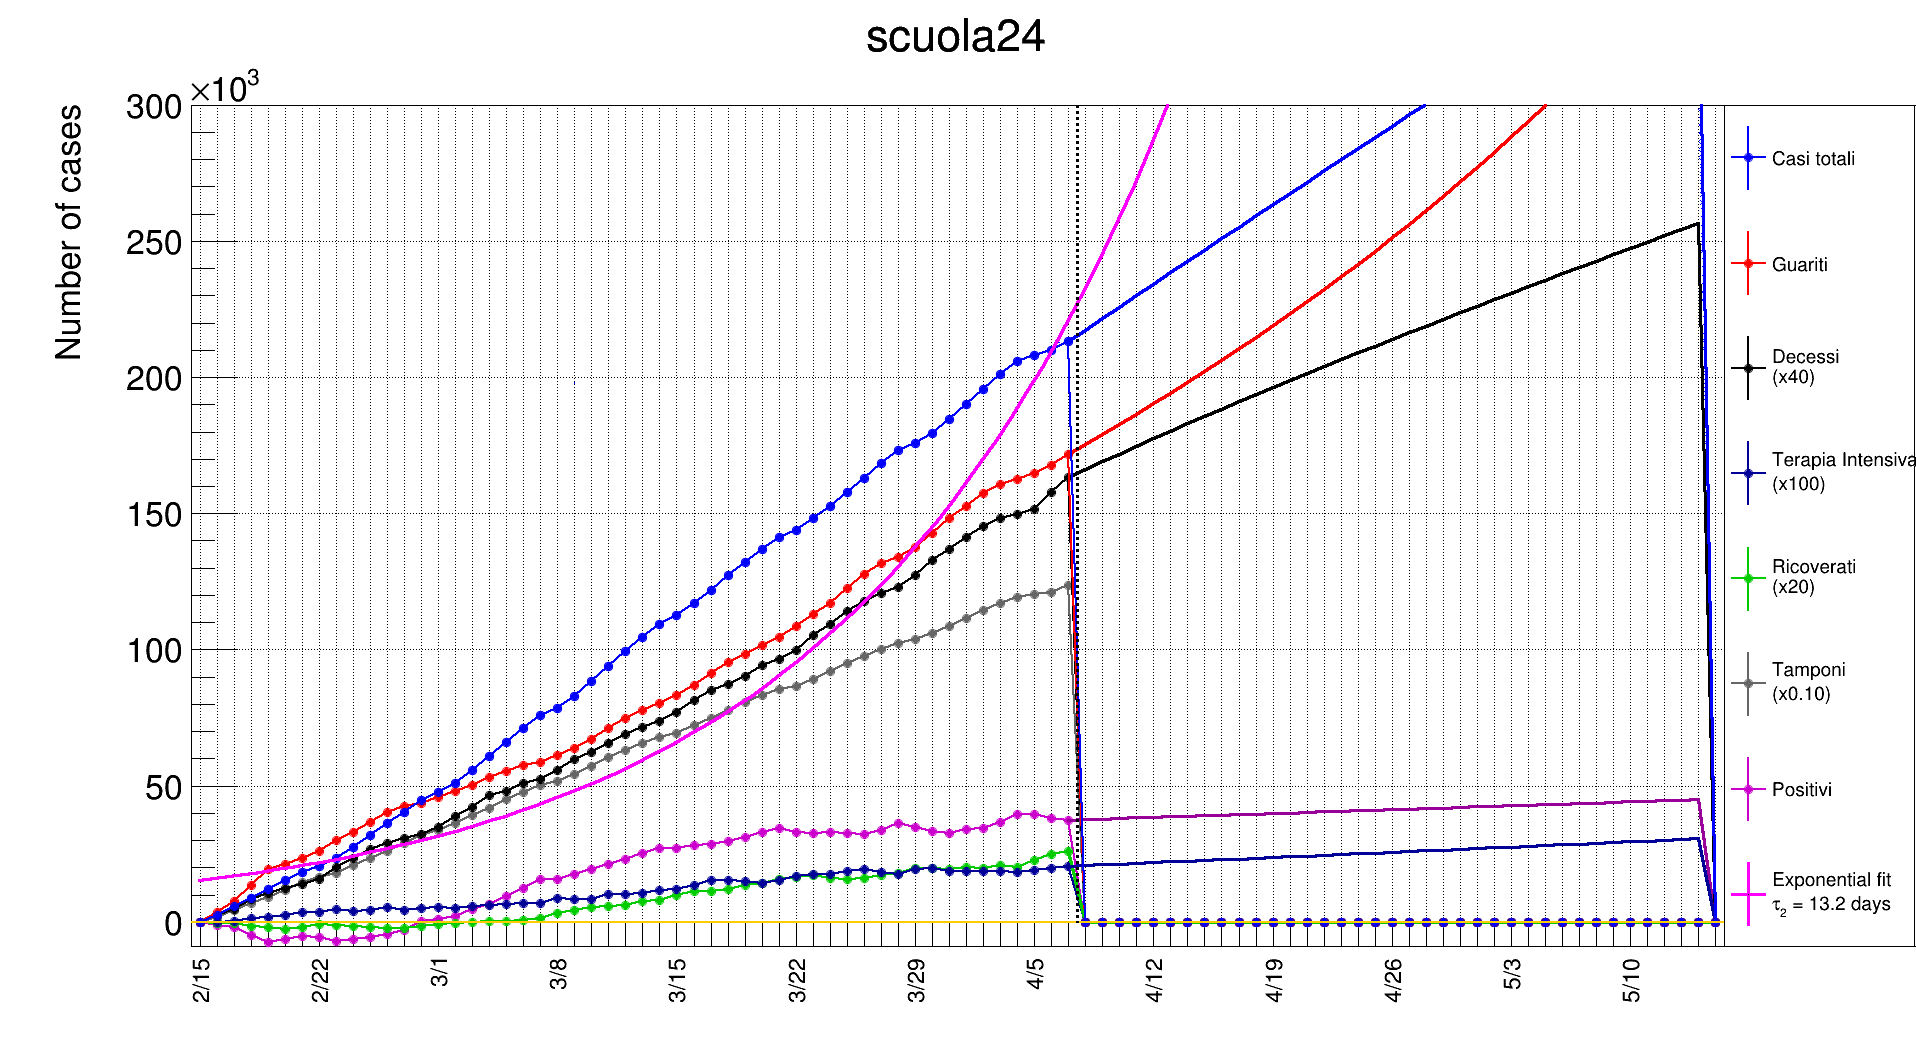 scuola24
×10³
Number of cases
300
250
200
150
100
50
0
2/15
2/22
3/1
3/8
3/15
3/22
3/29
4/5
4/12
4/19
4/26
5/3
5/10
Casi totali
Guariti
Decessi
(x40)
Terapia Intensiva
(x100)
Ricoverati
(x20)
Tamponi
(x0.10)
Positivi
Exponential fit
τ₂ = 13.2 days